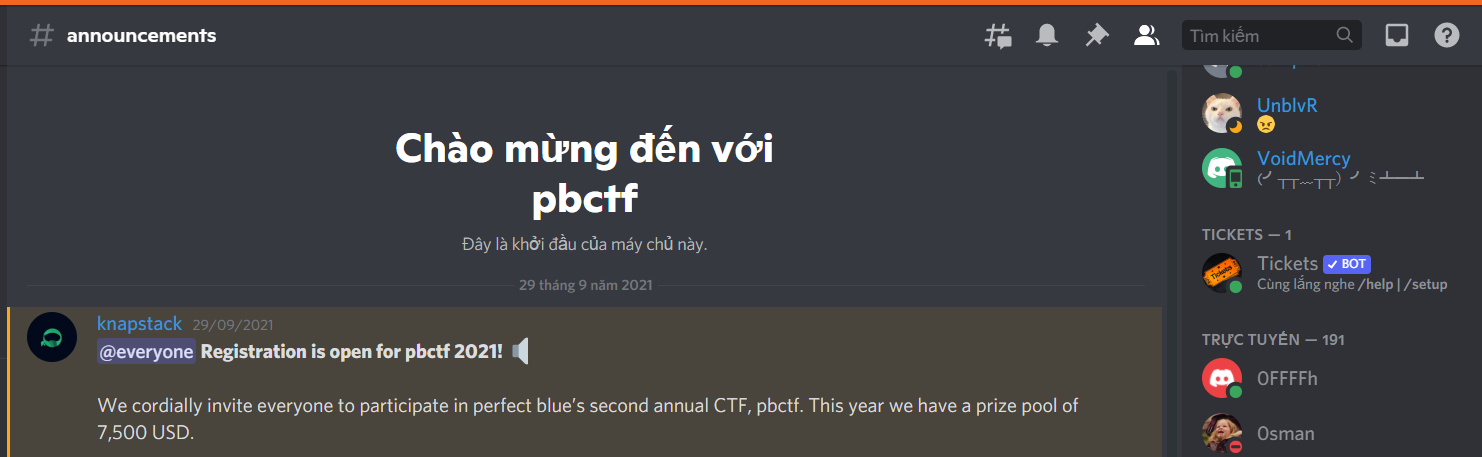 announcements
Tìm kiếm
Chào mừng đến với
pbctf
Đây là khởi đầu của máy chủ này.
29 tháng 9 năm 2021
knapstack 29/09/2021
@everyone Registration is open for pbctf 2021!
We cordially invite everyone to participate in perfect blue’s second annual CTF, pbctf. This year we have a prize pool of
7,500 USD.
UnblvR
VoidMercy
(╯┬┬﹏┬┬)╯ミ┻━┻
TICKETS — 1
Tickets BOT
Cùng lắng nghe /help | /setup
TRỰC TUYẾN — 191
0FFFFh
0sman